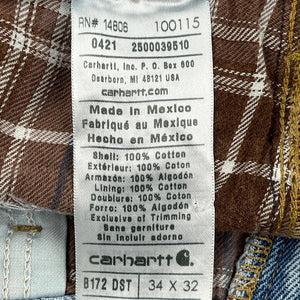 RN# 14806 100115
0421 2500039510
Carhartt, Inc. P.O. Box 600
Dearborn, MI 48121 USA
carhartt.com
Made in Mexico
Fabriqué au Mexique
Hecho en México
Shell: 100% Cotton
Extérieur: 100% Coton
Armazón: 100% Algodón
Lining: 100% Cotton
Doublure: 100% Coton
Forro: 100% Algodón
Exclusive of Trimming
Sans garniture
Sin incluir adorno
carhartt
B172 DST 34 X 32